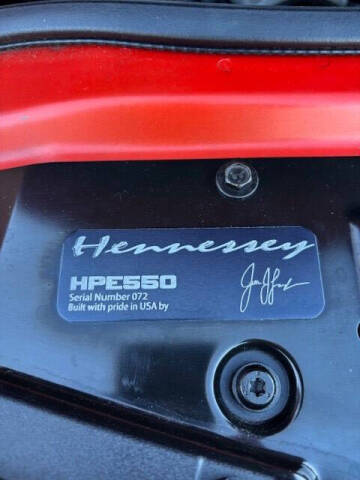 Hennessey
HPE550
Serial Number 072
Built with pride in USA by